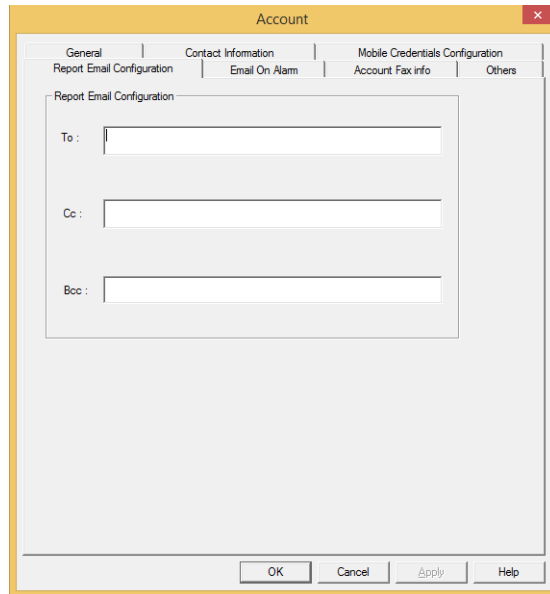 Account
General Contact Information Mobile Credentials Configuration
Report Email Configuration Email On Alarm Account Fax info Others
Report Email Configuration
To :
Cc :
Bcc :
OK Cancel Apply Help